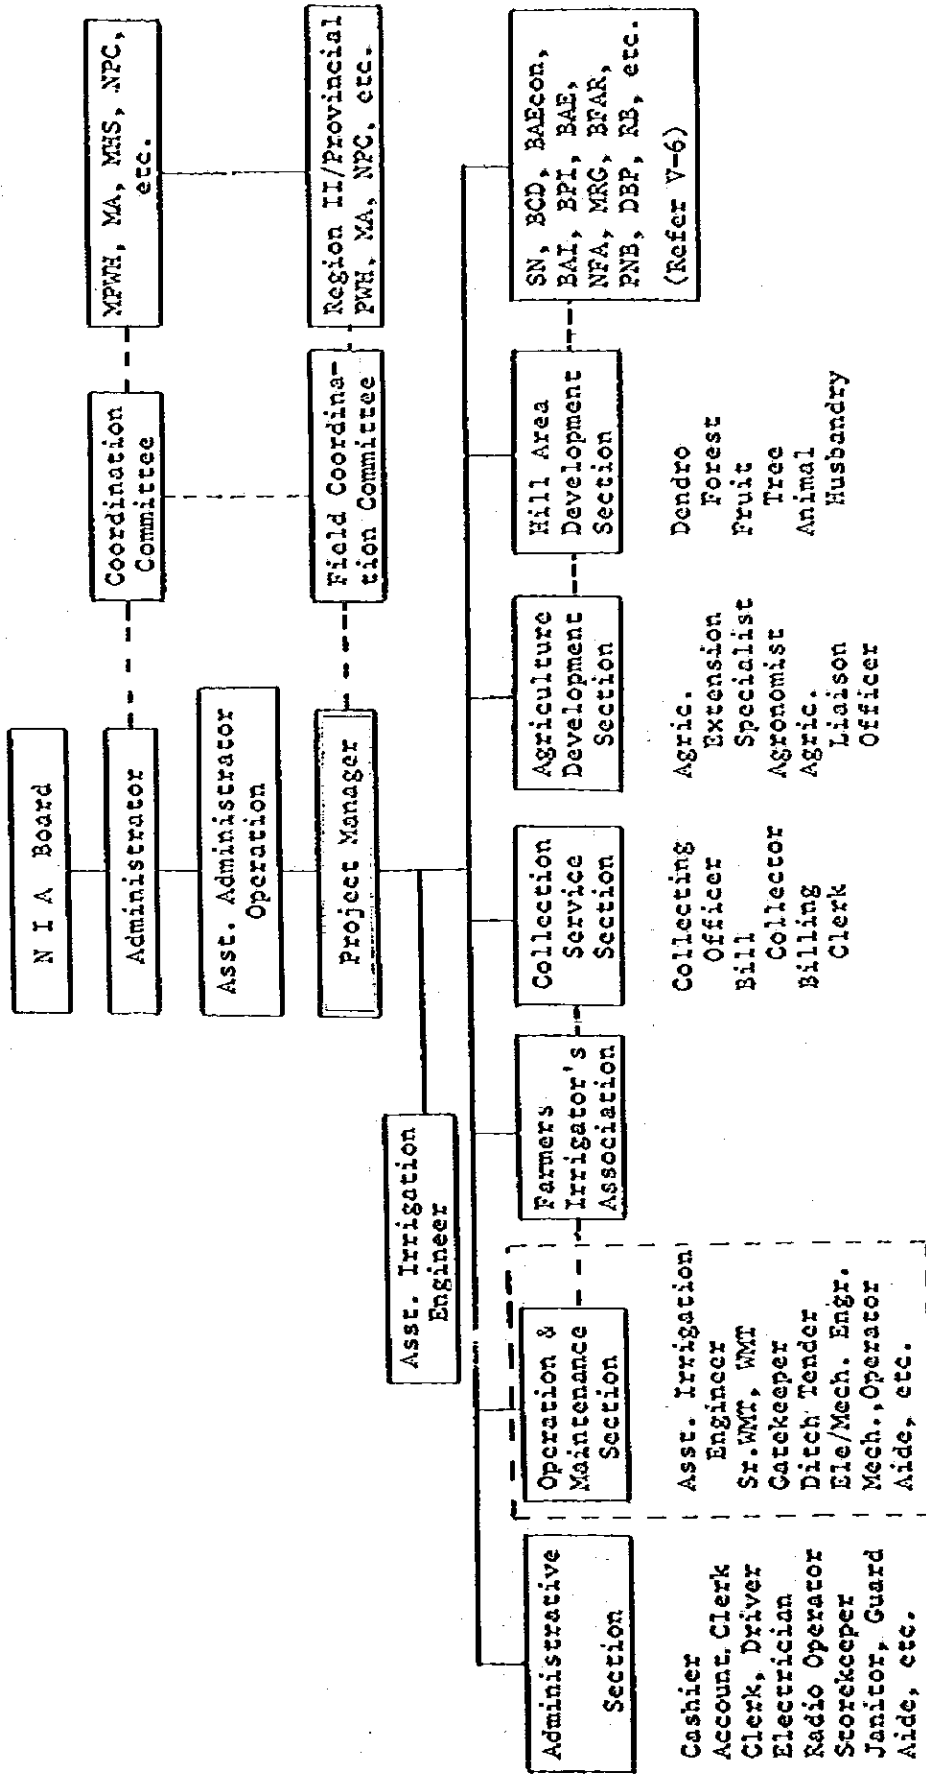 N I A Board
Administrator
Asst. Administrator
Operation
Project Manager
Coordination
Committee
MPWH, MA, MHS, NPC,
etc.
Field Coordina-
tion Committee
Region II/Provincial
PWH, MA, NPC, etc.
Asst. Irrigation
Engineer
Administrative
Section
Operation &
Maintenance
Section
Farmers
Irrigator's
Association
Collection
Service
Section
Agriculture
Development
Section
Hill Area
Development
Section
SN, BCD, BAEcon,
BAI, BPI, BAE,
NFA, MRG, BFAR,
PNB, DBP, RB, etc.
(Refer V-6)
Cashier
Account. Clerk
Clerk, Driver
Electrician
Radio Operator
Storekeeper
Janitor, Guard
Aide, etc.
Asst. Irrigation
Engineer
Sr.WMT, WMT
Gatekeeper
Ditch Tender
Ele/Mech. Engr.
Mech., Operator
Aide, etc.
Collecting
Officer
Bill
Collector
Billing
Clerk
Agric.
Extension
Specialist
Agronomist
Agric.
Liaison
Officer
Dendro
Forest
Fruit
Tree
Animal
Husbandry